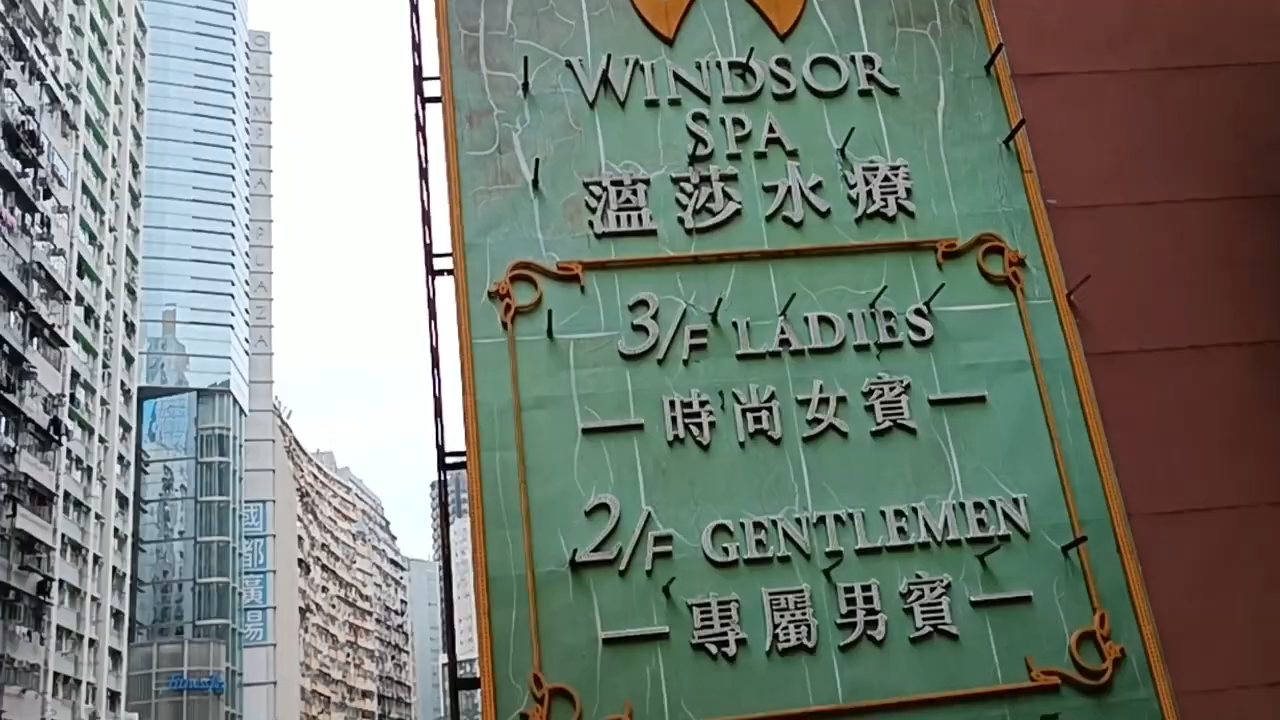 WINDSOR
SPA
薀莎水療
3/F LADIES
時尚女賓
2/F GENTLEMEN
專屬男賓
OLYMPIA PLAZA
國都廣場